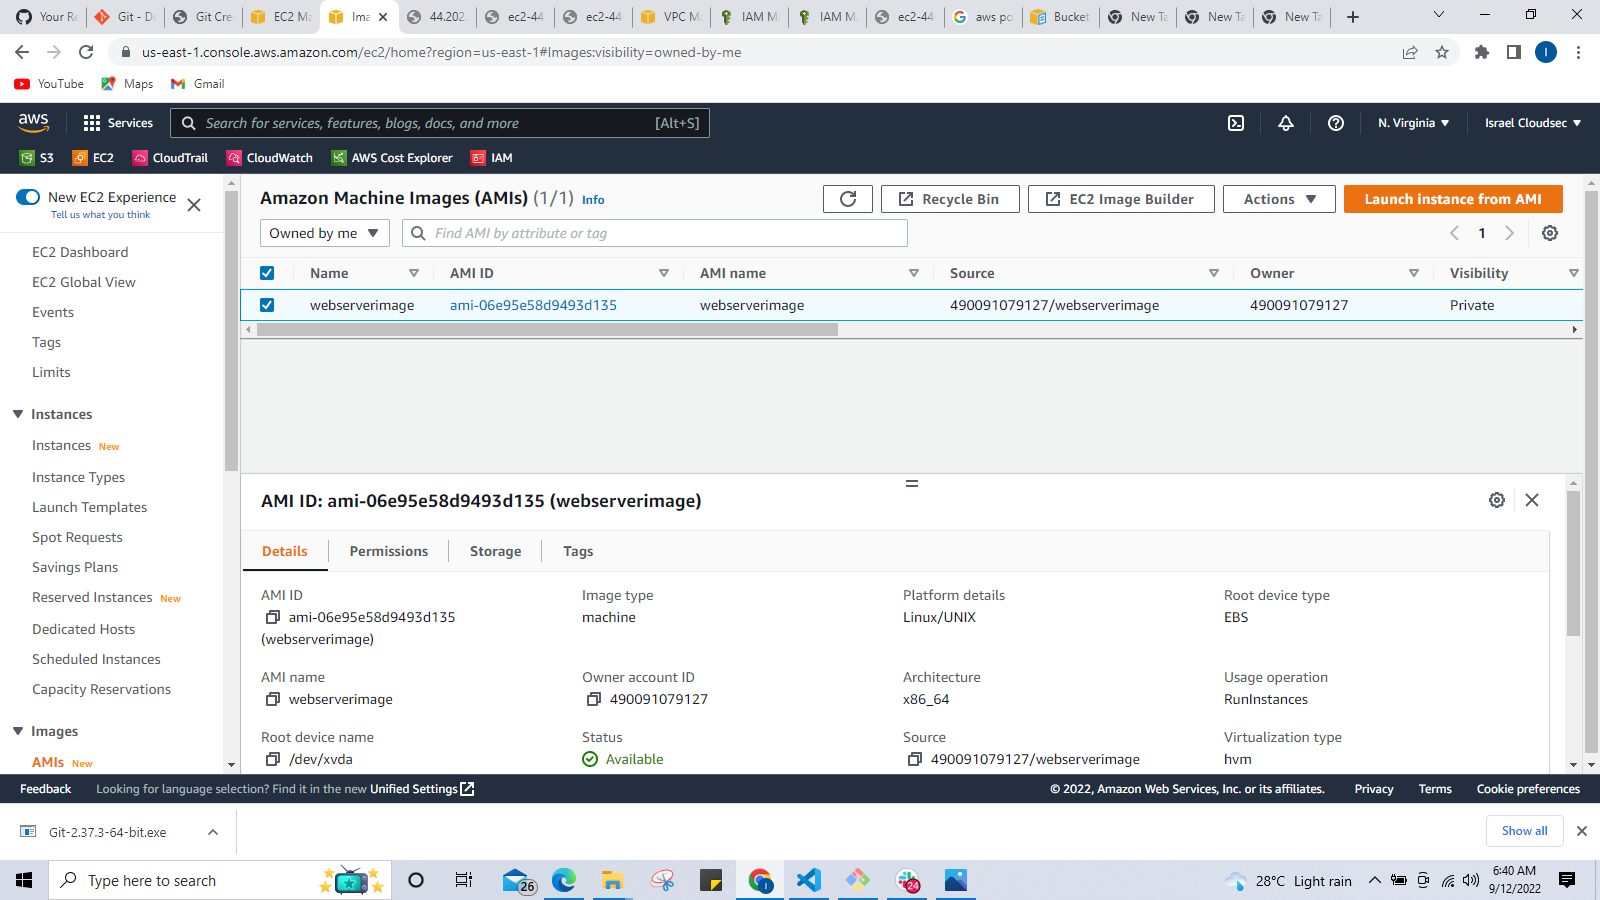 Your Re
Git - Do
Git Cre
EC2 Ma
Ima
44.202.
ec2-44
ec2-44
VPC M
IAM M
IAM M
ec2-44
aws po
Bucket
New Ta
New Ta
New Ta
us-east-1.console.aws.amazon.com/ec2/home?region=us-east-1#Images:visibility=owned-by-me
I
YouTube
Maps
Gmail
aws
Services
Search for services, features, blogs, docs, and more
[Alt+S]
N. Virginia
Israel Cloudsec
S3
EC2
CloudTrail
CloudWatch
AWS Cost Explorer
IAM
New EC2 Experience
Tell us what you think
EC2 Dashboard
EC2 Global View
Events
Tags
Limits
Instances
Instances New
Instance Types
Launch Templates
Spot Requests
Savings Plans
Reserved Instances New
Dedicated Hosts
Scheduled Instances
Capacity Reservations
Images
AMIs New
Amazon Machine Images (AMIs) (1/1) Info
Recycle Bin
EC2 Image Builder
Actions
Launch instance from AMI
Owned by me
Find AMI by attribute or tag
1
Name
AMI ID
AMI name
Source
Owner
Visibility
webserverimage
ami-06e95e58d9493d135
webserverimage
490091079127/webserverimage
490091079127
Private
AMI ID: ami-06e95e58d9493d135 (webserverimage)
Details
Permissions
Storage
Tags
AMI ID
ami-06e95e58d9493d135
(webserverimage)
Image type
machine
Platform details
Linux/UNIX
Root device type
EBS
AMI name
webserverimage
Owner account ID
490091079127
Architecture
x86_64
Usage operation
RunInstances
Root device name
/dev/xvda
Status
Available
Source
490091079127/webserverimage
Virtualization type
hvm
Feedback
Looking for language selection? Find it in the new Unified Settings
© 2022, Amazon Web Services, Inc. or its affiliates.
Privacy
Terms
Cookie preferences
Git-2.37.3-64-bit.exe
Show all
Type here to search
26
I
24
28°C Light rain
6:40 AM
9/12/2022